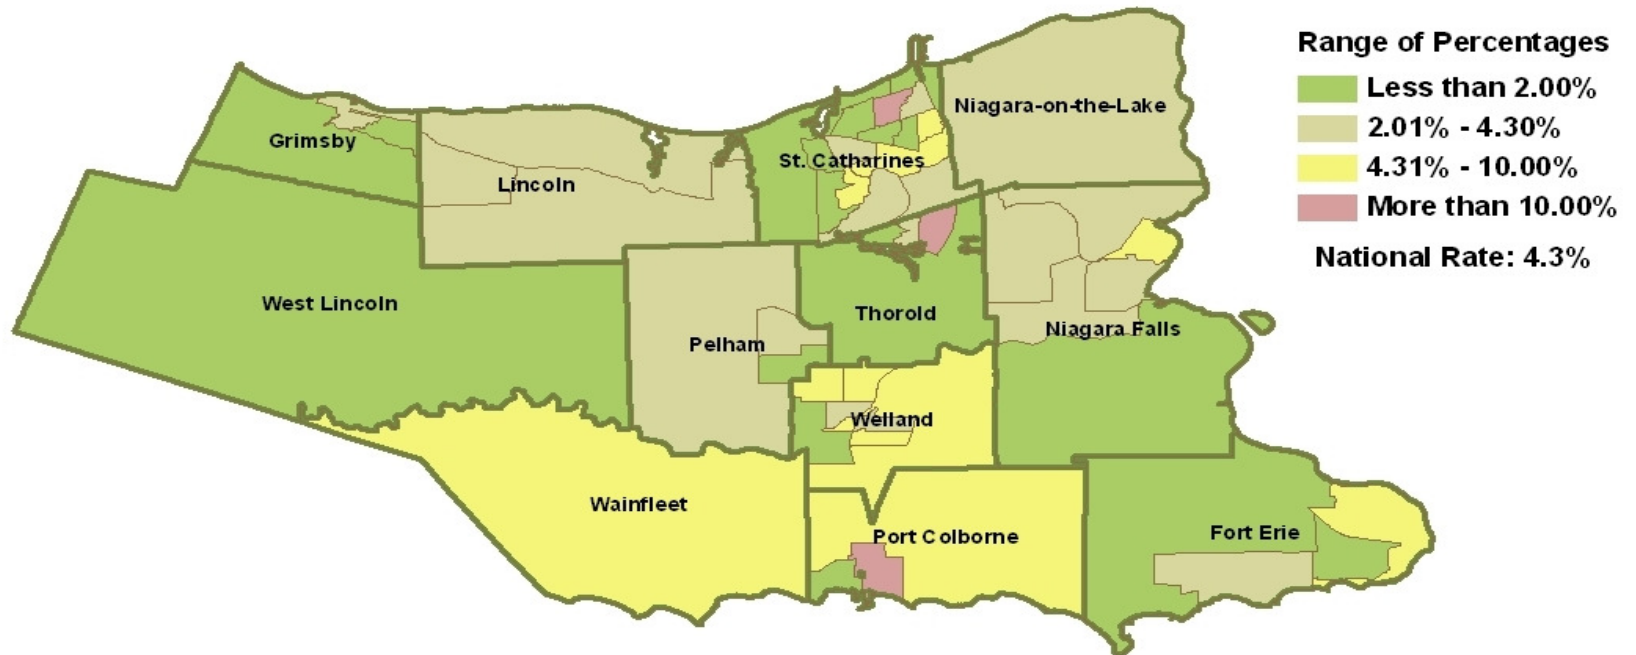 Range of Percentages
Less than 2.00%
2.01% - 4.30%
4.31% - 10.00%
More than 10.00%
National Rate: 4.3%
Niagara-on-the-Lake
Grimsby
St. Catharines
Lincoln
West Lincoln
Thorold
Niagara Falls
Pelham
Welland
Wainfleet
Port Colborne
Fort Erie